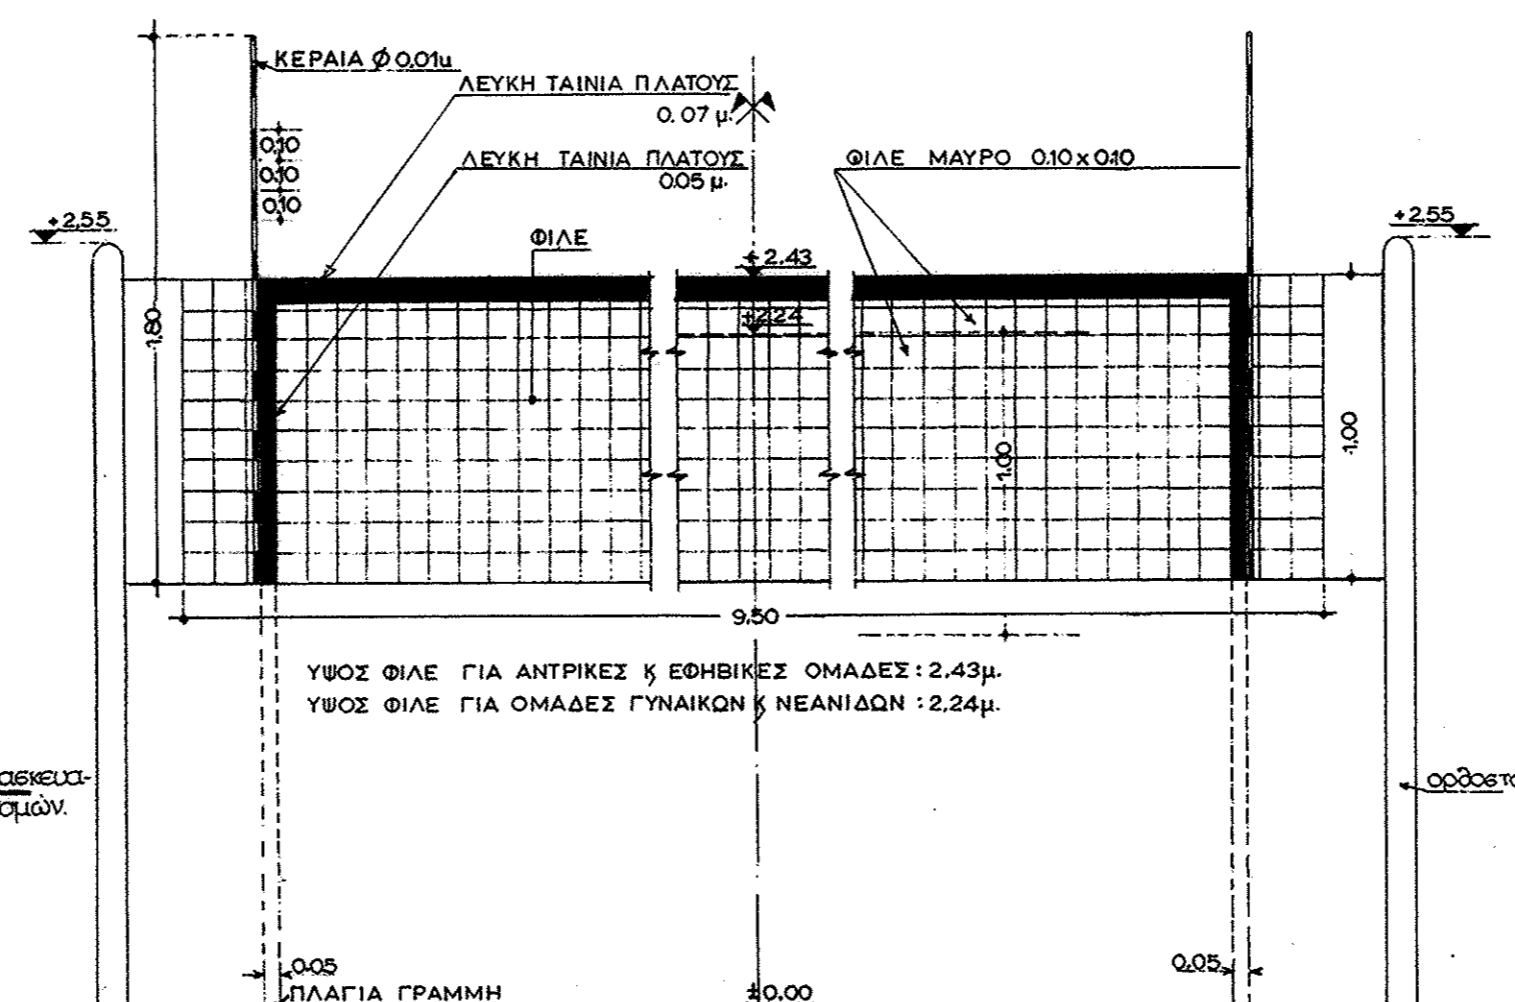 ΚΕΡΑΙΑ Ø 0.01μ
ΛΕΥΚΗ ΤΑΙΝΙΑ ΠΛΑΤΟΥΣ
0.07 μ.
0.10
0.10
0.10
ΛΕΥΚΗ ΤΑΙΝΙΑ ΠΛΑΤΟΥΣ
0.05 μ.
ΦΙΛΕ ΜΑΥΡΟ 0.10 x 0.10
+2,55
+2.55
ΦΙΛΕ
+2.43
+2.24
1,80
1.00
1,00
9,50
ΥΨΟΣ ΦΙΛΕ ΓΙΑ ΑΝΤΡΙΚΕΣ Κ ΕΦΗΒΙΚΕΣ ΟΜΑΔΕΣ : 2,43μ.
ΥΨΟΣ ΦΙΛΕ ΓΙΑ ΟΜΑΔΕΣ ΓΥΝΑΙΚΩΝ Κ ΝΕΑΝΙΔΩΝ : 2,24μ.
ασκευα-
σμών.
ορθοστ
0.05
0.05
ΠΛΑΓΙΑ ΓΡΑΜΜΗ
±0.00